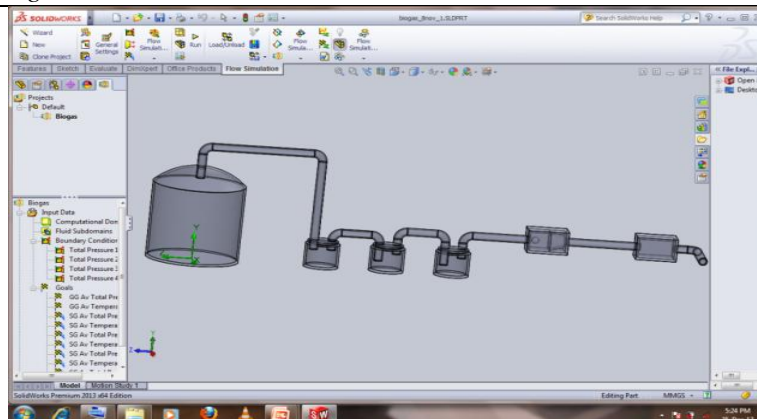 SOLIDWORKS
Biogas_8nov_1.SLDPRT
Search SolidWorks Help
Wizard
New
Clone Project
General Settings
Flow Simulati...
Run
Load/Unload
Flow Simula...
Flow Simulati...
Features Sketch Evaluate DimXpert Office Products Flow Simulation
File Expl...
Open
Deskto
Projects
Default
Biogas
Biogas
Input Data
Computational Don
Fluid Subdomains
Boundary Condition
Total Pressure 1
Total Pressure 2
Total Pressure 3
Total Pressure 4
Goals
GG Av Total Pre
GG Av Tempera
SG Av Total Pre
SG Av Tempera
SG Av Total Pre
SG Av Tempera
SG Av Total Pre
SG Av Tempera
Y
Y
Z
Model Motion Study 1
SolidWorks Premium 2013 x64 Edition
Editing Part MMGS
5:24 PM